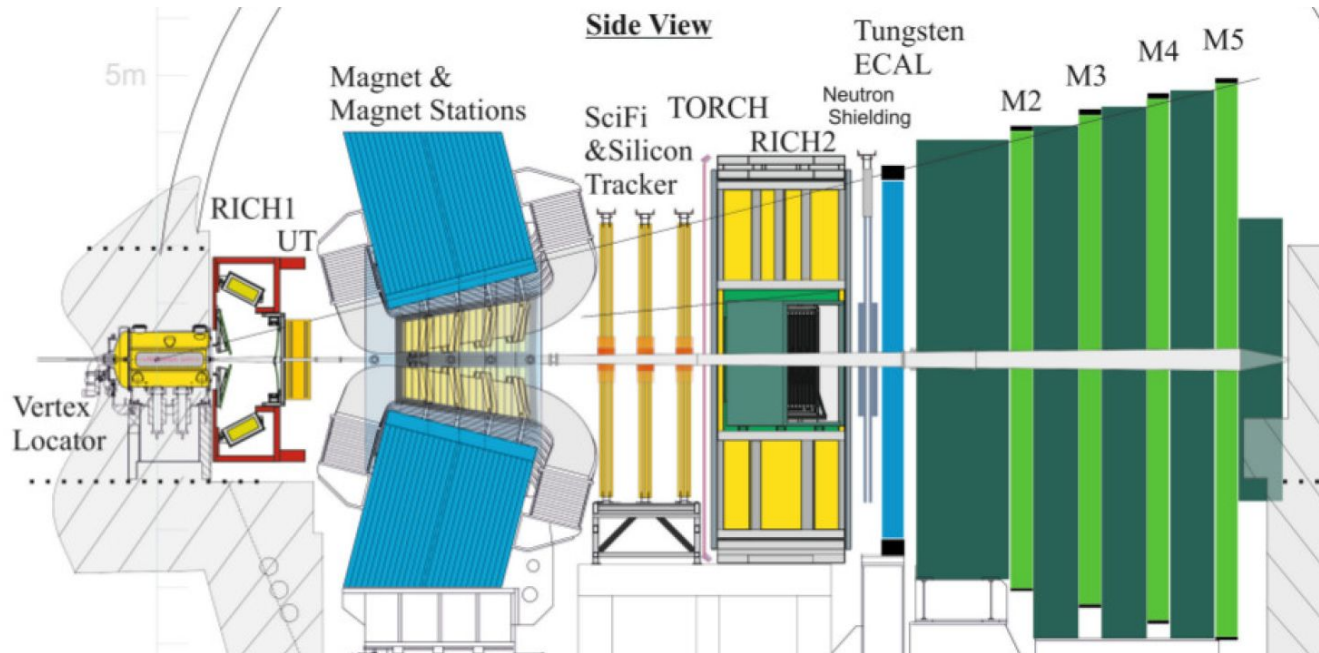 Side View
5m
Magnet &
Magnet Stations
Tungsten
ECAL
Neutron
Shielding
M2
M3
M4
M5
TORCH
SciFi
&Silicon
Tracker
RICH2
RICH1
UT
Vertex
Locator